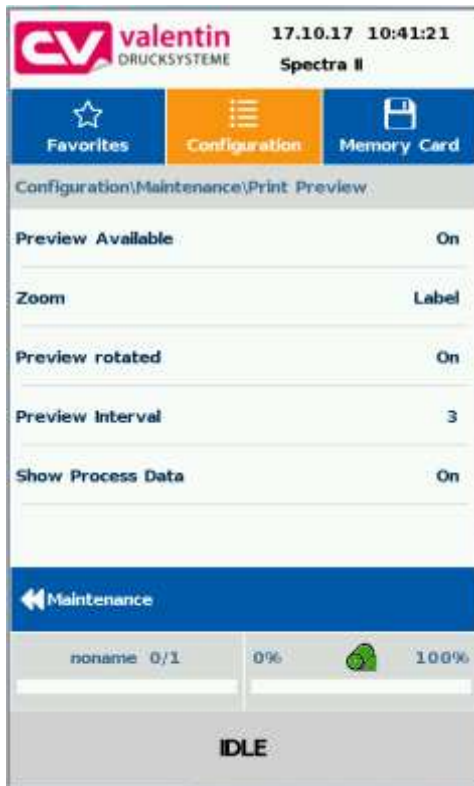 CV valentin 17.10.17 10:41:21
DRUCKSYSTEME Spectra II
Favorites Configuration Memory Card
Configuration\Maintenance\Print Preview
Preview Available On
Zoom Label
Preview rotated On
Preview Interval 3
Show Process Data On
Maintenance
noname 0/1 0% 100%
IDLE